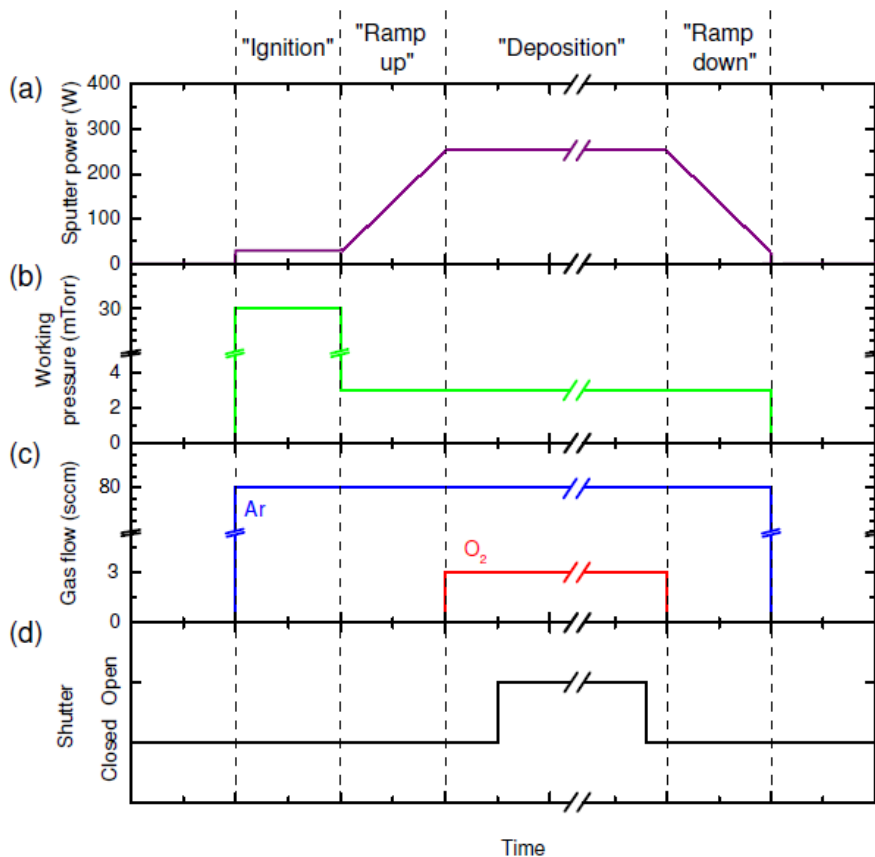 "Ignition"
"Ramp
up"
"Deposition"
"Ramp
down"
(a)
Sputter power (W)
400
300
200
100
0
(b)
Working
pressure (mTorr)
30
4
2
0
(c)
Gas flow (sccm)
80
3
0
Ar
O₂
(d)
Shutter
Closed Open
Time